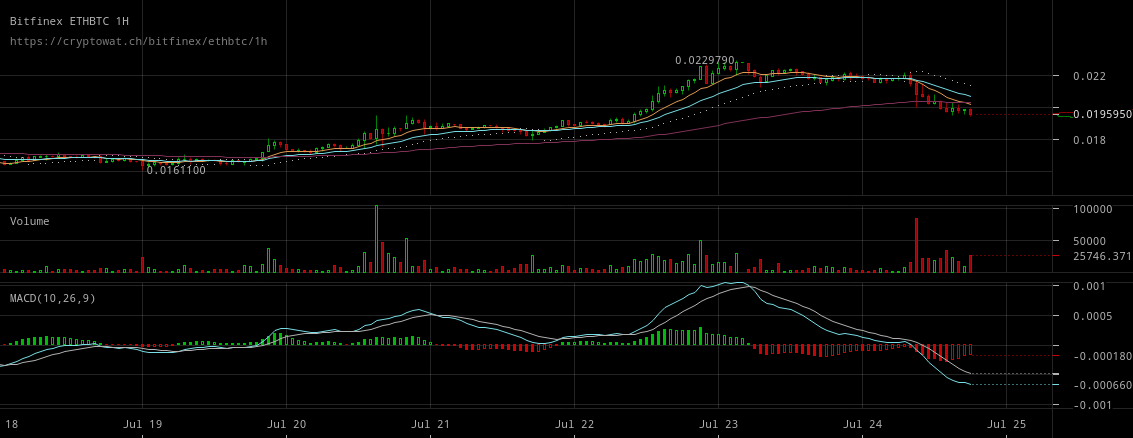 Bitfinex ETHBTC 1H
https://cryptowat.ch/bitfinex/ethbtc/1h
0.0229790
0.022
0.0195950
0.018
0.0161100
Volume
100000
50000
25746.371
MACD(10,26,9)
0.001
0.0005
-0.000180
-0.000660
-0.001
18 Jul 19 Jul 20 Jul 21 Jul 22 Jul 23 Jul 24 Jul 25